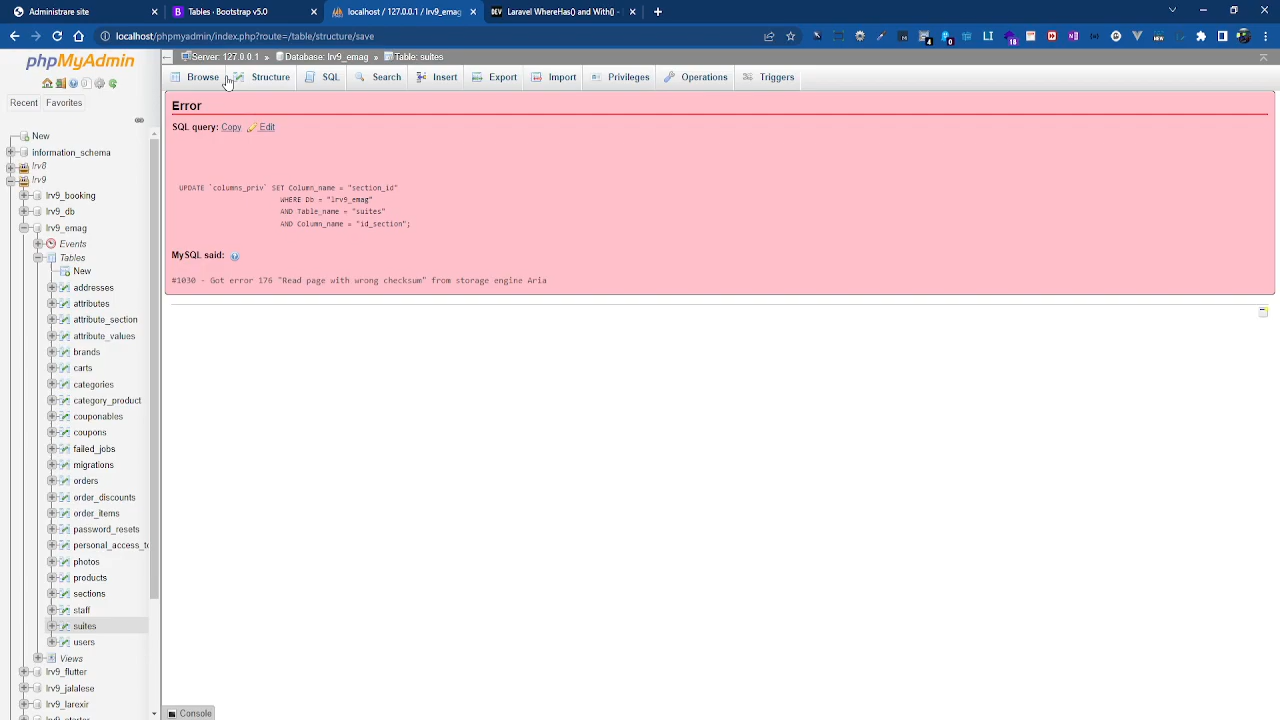 Administrare site
Tables · Bootstrap v5.0
localhost / 127.0.0.1 / lrv9_emag
DEV Laravel WhereHas() and With() -
localhost/phpmyadmin/index.php?route=/table/structure/save
phpMyAdmin
Server: 127.0.0.1 » Database: lrv9_emag » Table: suites
Browse Structure SQL Search Insert Export Import Privileges Operations Triggers
Recent Favorites
Error
SQL query: Copy Edit
UPDATE `columns_priv` SET Column_name = "section_id"
WHERE Db = "lrv9_emag"
AND Table_name = "suites"
AND Column_name = "id_section";
MySQL said:
#1030 - Got error 176 "Read page with wrong checksum" from storage engine Aria
New
information_schema
lrv8
lrv9
lrv9_booking
lrv9_db
lrv9_emag
Events
Tables
New
addresses
attributes
attribute_section
attribute_values
brands
carts
categories
category_product
couponables
coupons
failed_jobs
migrations
orders
order_discounts
order_items
password_resets
personal_access_to
photos
products
sections
staff
suites
users
Views
lrv9_flutter
lrv9_jalalese
lrv9_larexir
Console